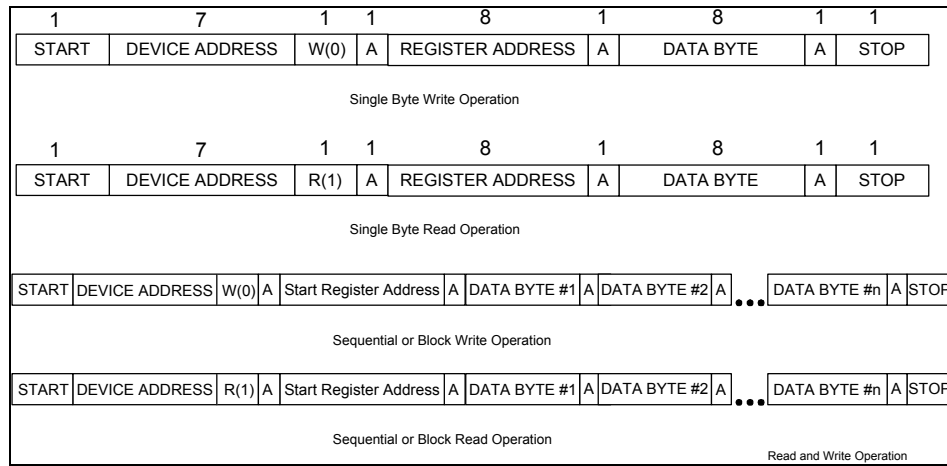 1 7 1 1 8 1 8 1 1
START DEVICE ADDRESS W(0) A REGISTER ADDRESS A DATA BYTE A STOP
Single Byte Write Operation
1 7 1 1 8 1 8 1 1
START DEVICE ADDRESS R(1) A REGISTER ADDRESS A DATA BYTE A STOP
Single Byte Read Operation
START DEVICE ADDRESS W(0) A Start Register Address A DATA BYTE #1 A DATA BYTE #2 A ... DATA BYTE #n A STOP
Sequential or Block Write Operation
START DEVICE ADDRESS R(1) A Start Register Address A DATA BYTE #1 A DATA BYTE #2 A ... DATA BYTE #n A STOP
Sequential or Block Read Operation
Read and Write Operation